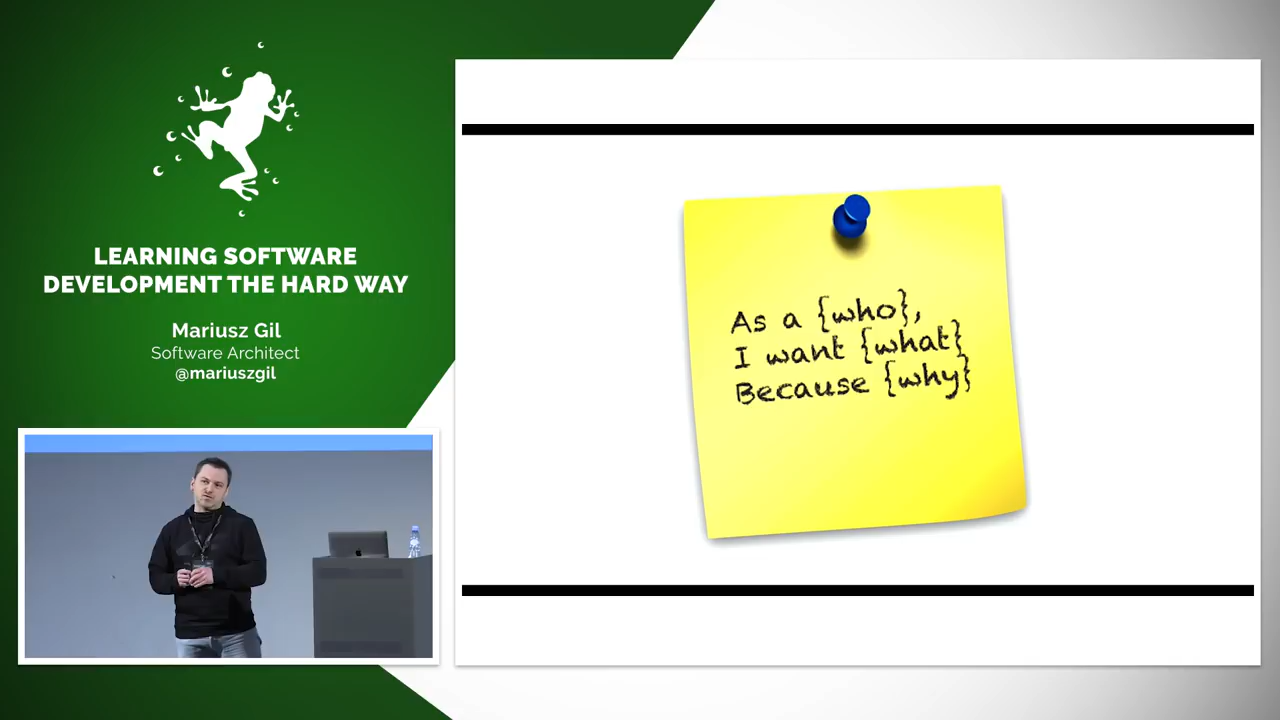 LEARNING SOFTWARE
DEVELOPMENT THE HARD WAY
Mariusz Gil
Software Architect
@mariuszgil
As a {who},
I want {what}
Because {why}